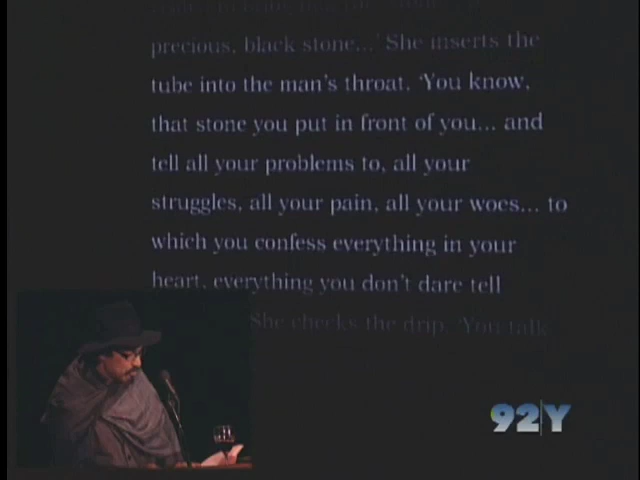 precious, black stone...' She inserts the
tube into the man's throat. 'You know,
that stone you put in front of you... and
tell all your problems to, all your
struggles, all your pain, all your woes... to
which you confess everything in your
heart, everything you don't dare tell
She checks the drip. 'You talk
92Y